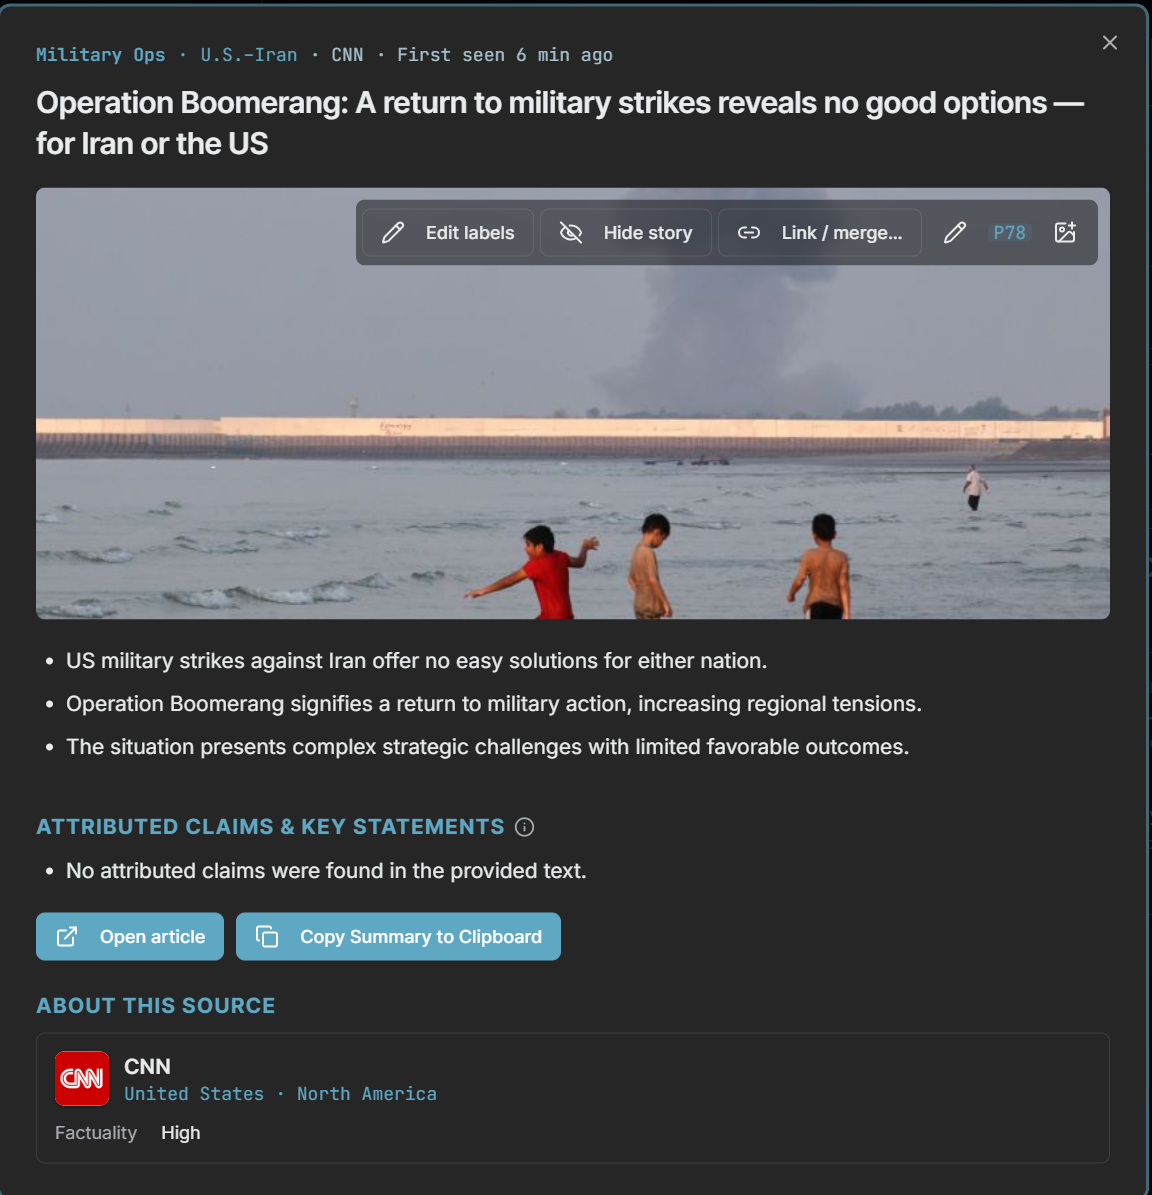 Military Ops · U.S.–Iran · CNN · First seen 6 min ago
Operation Boomerang: A return to military strikes reveals no good options —
for Iran or the US
Edit labels
Hide story
Link / merge...
P78
US military strikes against Iran offer no easy solutions for either nation.
Operation Boomerang signifies a return to military action, increasing regional tensions.
The situation presents complex strategic challenges with limited favorable outcomes.
ATTRIBUTED CLAIMS & KEY STATEMENTS
No attributed claims were found in the provided text.
Open article
Copy Summary to Clipboard
ABOUT THIS SOURCE
CNN
CNN
United States · North America
Factuality High